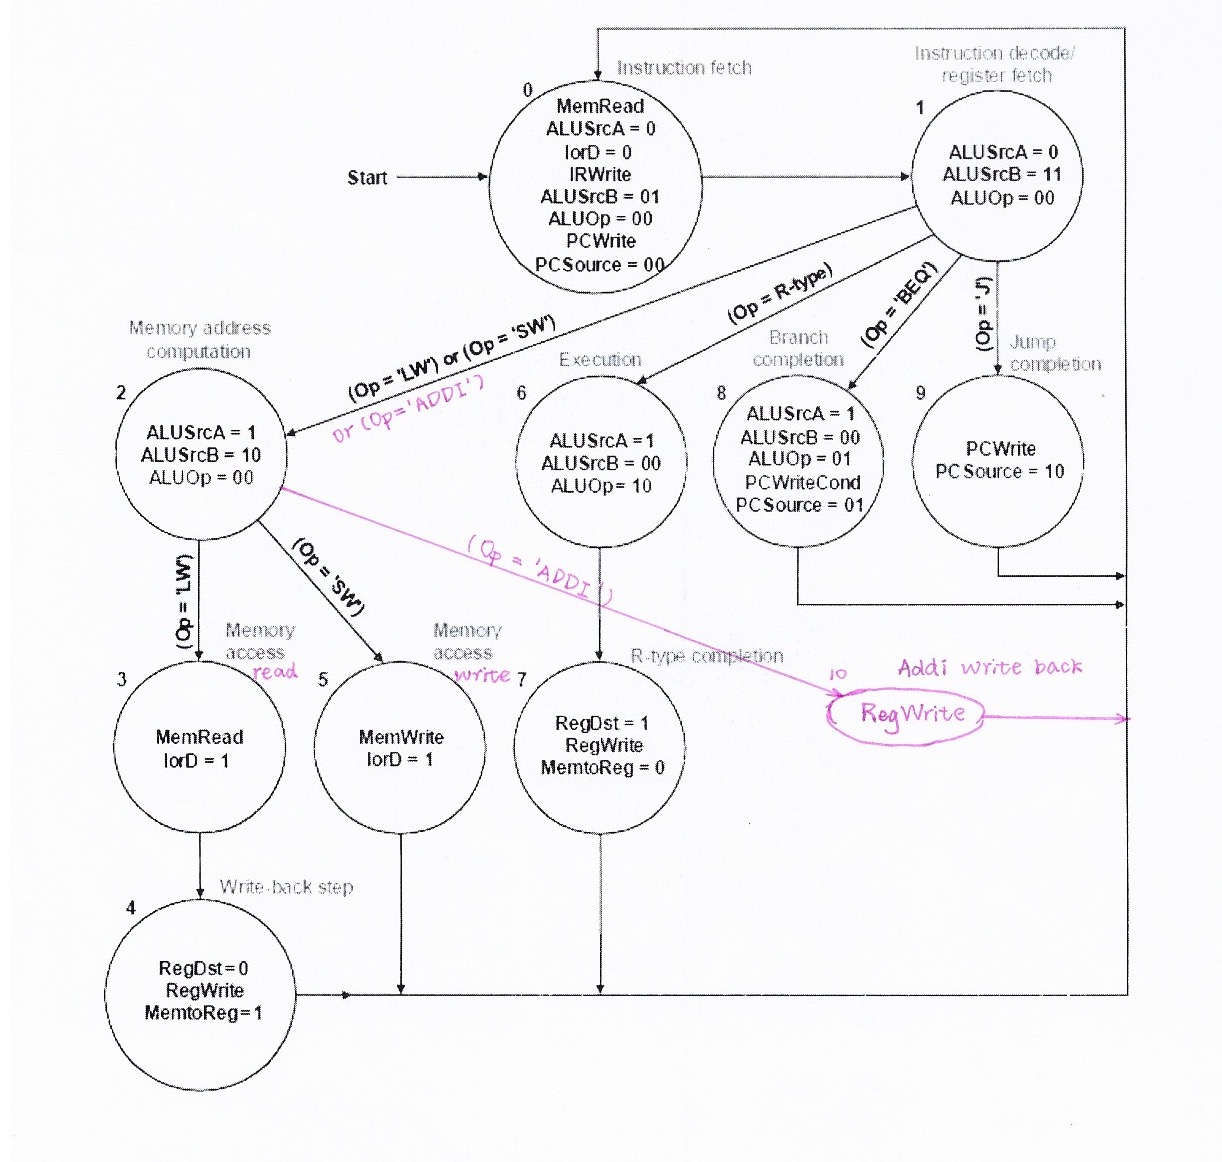 Instruction fetch
0
MemRead
ALUSrcA = 0
IorD = 0
IRWrite
ALUSrcB = 01
ALUOp = 00
PCWrite
PCSource = 00
Start
Instruction decode/
register fetch
1
ALUSrcA = 0
ALUSrcB = 11
ALUOp = 00
(Op = 'LW') or (Op = 'SW')
or (Op='ADDI')
(Op = R-type)
(Op = 'BEQ')
(Op = 'J')
Memory address
computation
2
ALUSrcA = 1
ALUSrcB = 10
ALUOp = 00
Execution
6
ALUSrcA =1
ALUSrcB = 00
ALUOp= 10
Branch
completion
8
ALUSrcA = 1
ALUSrcB = 00
ALUOp = 01
PCWriteCond
PCSource = 01
Jump
completion
9
PCWrite
PCSource = 10
(Op = 'LW')
(Op = 'SW')
(Op = 'ADDI')
Memory
access
read
3
MemRead
IorD = 1
Memory
access
write
5
MemWrite
IorD = 1
R-type completion
7
RegDst = 1
RegWrite
MemtoReg = 0
10
Addi write back
RegWrite
Write-back step
4
RegDst=0
RegWrite
MemtoReg=1